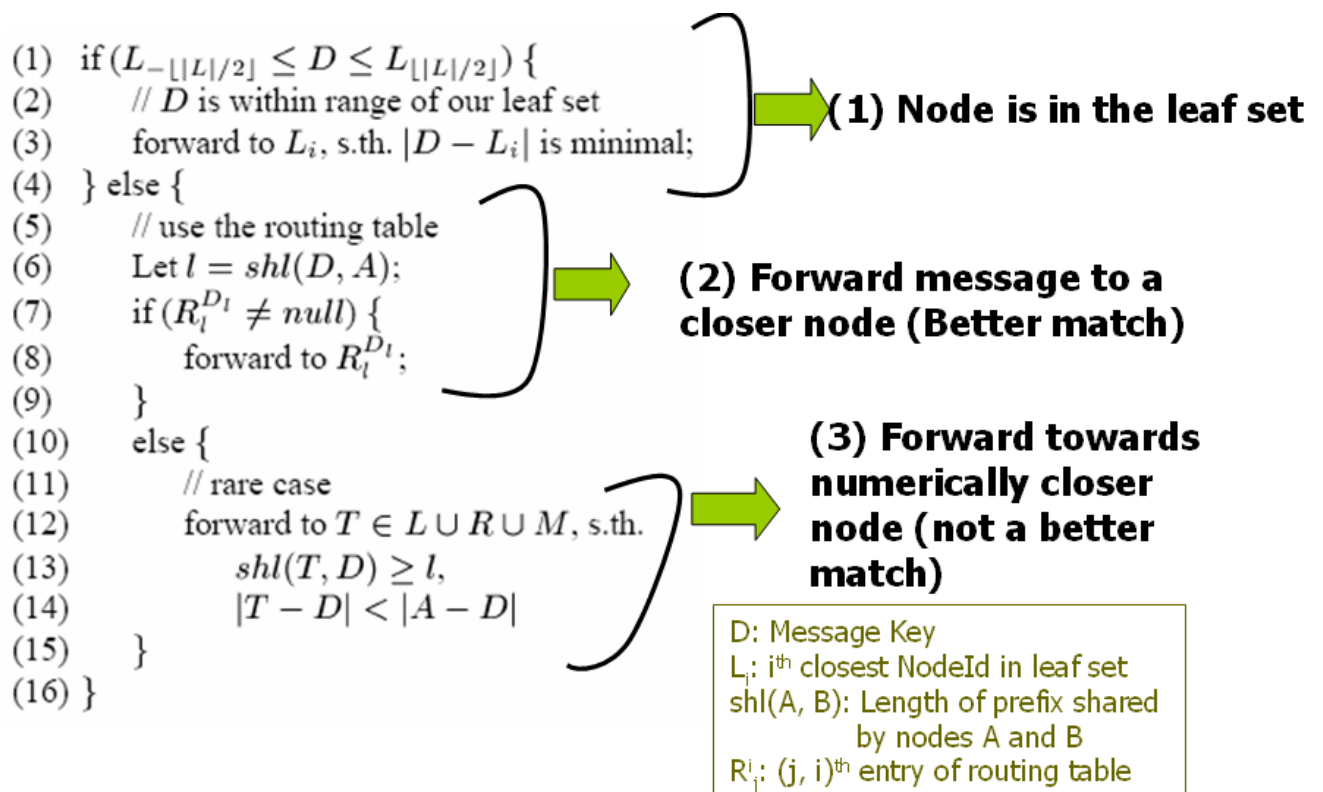 (1) if (L_{-⌊|L|/2⌋} ≤ D ≤ L_{⌊|L|/2⌋}) {
(2) // D is within range of our leaf set
(3) forward to L_i, s.th. |D − L_i| is minimal;
(4) } else {
(5) // use the routing table
(6) Let l = shl(D, A);
(7) if (R_l^{D_l} ≠ null) {
(8) forward to R_l^{D_l};
(9) }
(10) else {
(11) // rare case
(12) forward to T ∈ L ∪ R ∪ M, s.th.
(13) shl(T, D) ≥ l,
(14) |T − D| < |A − D|
(15) }
(16) }
(1) Node is in the leaf set
(2) Forward message to a
closer node (Better match)
(3) Forward towards
numerically closer
node (not a better
match)
D: Message Key
L_i: i^{th} closest NodeId in leaf set
shl(A, B): Length of prefix shared
by nodes A and B
R^i_j: (j, i)^{th} entry of routing table